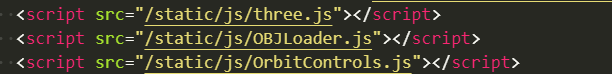 <script src="/static/js/three.js"></script>
<script src="/static/js/OBJLoader.js"></script>
<script src="/static/js/OrbitControls.js"></script>